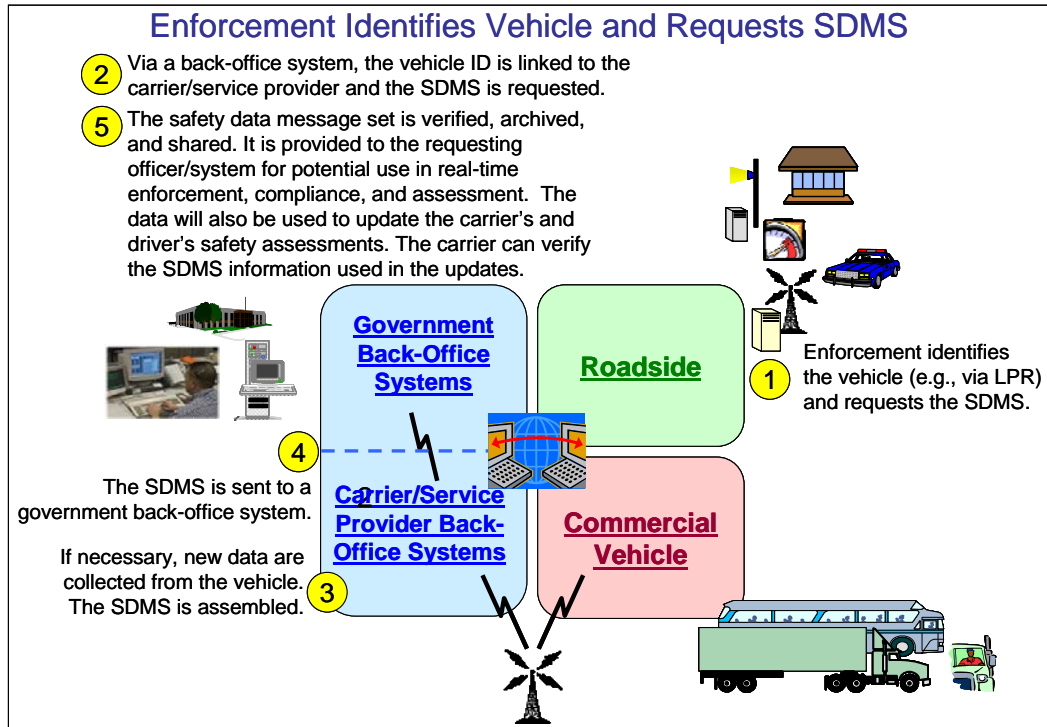 Enforcement Identifies Vehicle and Requests SDMS
2
Via a back-office system, the vehicle ID is linked to the
carrier/service provider and the SDMS is requested.
5
The safety data message set is verified, archived,
and shared. It is provided to the requesting
officer/system for potential use in real-time
enforcement, compliance, and assessment.  The
data will also be used to update the carrier's and
driver's safety assessments. The carrier can verify
the SDMS information used in the updates.
Government
Back-Office
Systems
Roadside
1
Enforcement identifies
the vehicle (e.g., via LPR)
and requests the SDMS.
4
The SDMS is sent to a
government back-office system.
2
Carrier/Service
Provider Back-
Office Systems
Commercial
Vehicle
If necessary, new data are
collected from the vehicle.
The SDMS is assembled.
3